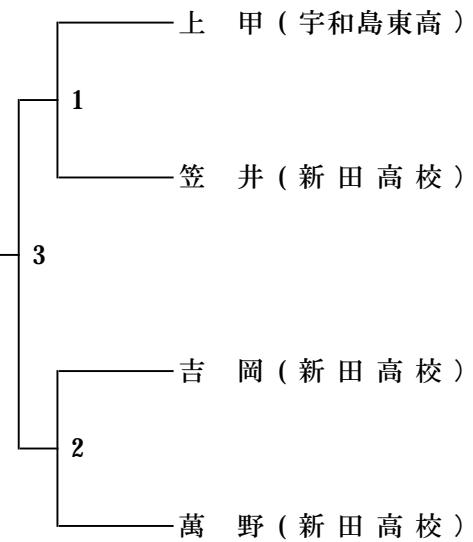 上 甲 ( 宇和島東高 )
1
笠 井 ( 新 田 高 校 )
3
吉 岡 ( 新 田 高 校 )
2
萬 野 ( 新 田 高 校 )